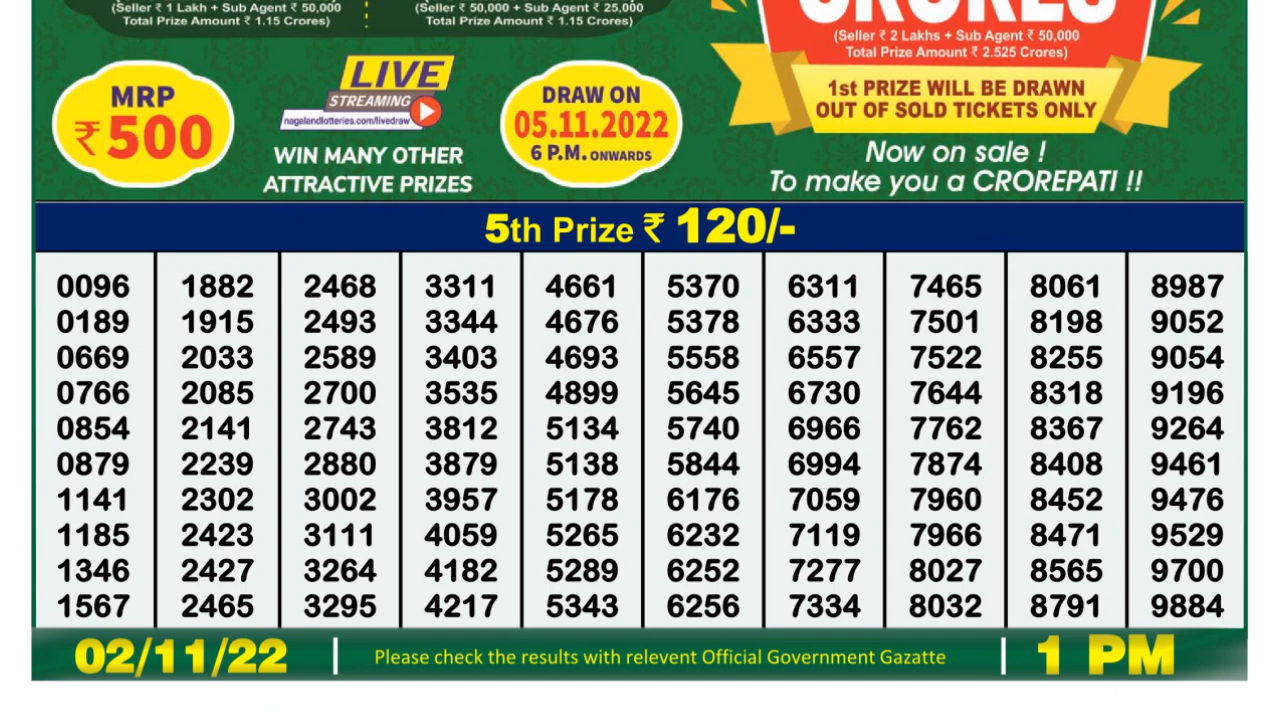 (Seller ₹ 1 Lakh + Sub Agent ₹ 50,000
Total Prize Amount ₹ 1.15 Crores)
(Seller ₹ 50,000 + Sub Agent ₹ 25,000
Total Prize Amount ₹ 1.15 Crores)
CRORES
(Seller ₹ 2 Lakhs + Sub Agent ₹ 50,000
Total Prize Amount ₹ 2.525 Crores)
1st PRIZE WILL BE DRAWN
OUT OF SOLD TICKETS ONLY
MRP
₹ 500
LIVE
STREAMING
nagalandlotteries.com/livedraw
WIN MANY OTHER
ATTRACTIVE PRIZES
DRAW ON
05.11.2022
6 P.M. ONWARDS
Now on sale !
To make you a CROREPATI !!
5th Prize ₹ 120/-
0096 1882 2468 3311 4661 5370 6311 7465 8061 8987
0189 1915 2493 3344 4676 5378 6333 7501 8198 9052
0669 2033 2589 3403 4693 5558 6557 7522 8255 9054
0766 2085 2700 3535 4899 5645 6730 7644 8318 9196
0854 2141 2743 3812 5134 5740 6966 7762 8367 9264
0879 2239 2880 3879 5138 5844 6994 7874 8408 9461
1141 2302 3002 3957 5178 6176 7059 7960 8452 9476
1185 2423 3111 4059 5265 6232 7119 7966 8471 9529
1346 2427 3264 4182 5289 6252 7277 8027 8565 9700
1567 2465 3295 4217 5343 6256 7334 8032 8791 9884
02/11/22 | Please check the results with relevent Official Government Gazatte | 1 PM